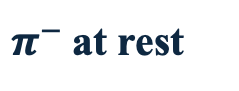 π⁻ at rest